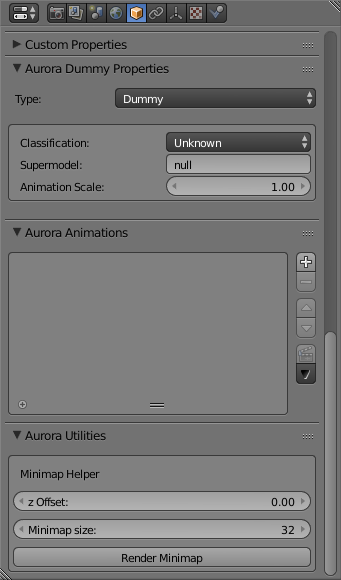 Custom Properties
Aurora Dummy Properties
Type: Dummy
Classification: Unknown
Supermodel: null
Animation Scale: 1.00
Aurora Animations
Aurora Utilities
Minimap Helper
z Offset: 0.00
Minimap size: 32
Render Minimap